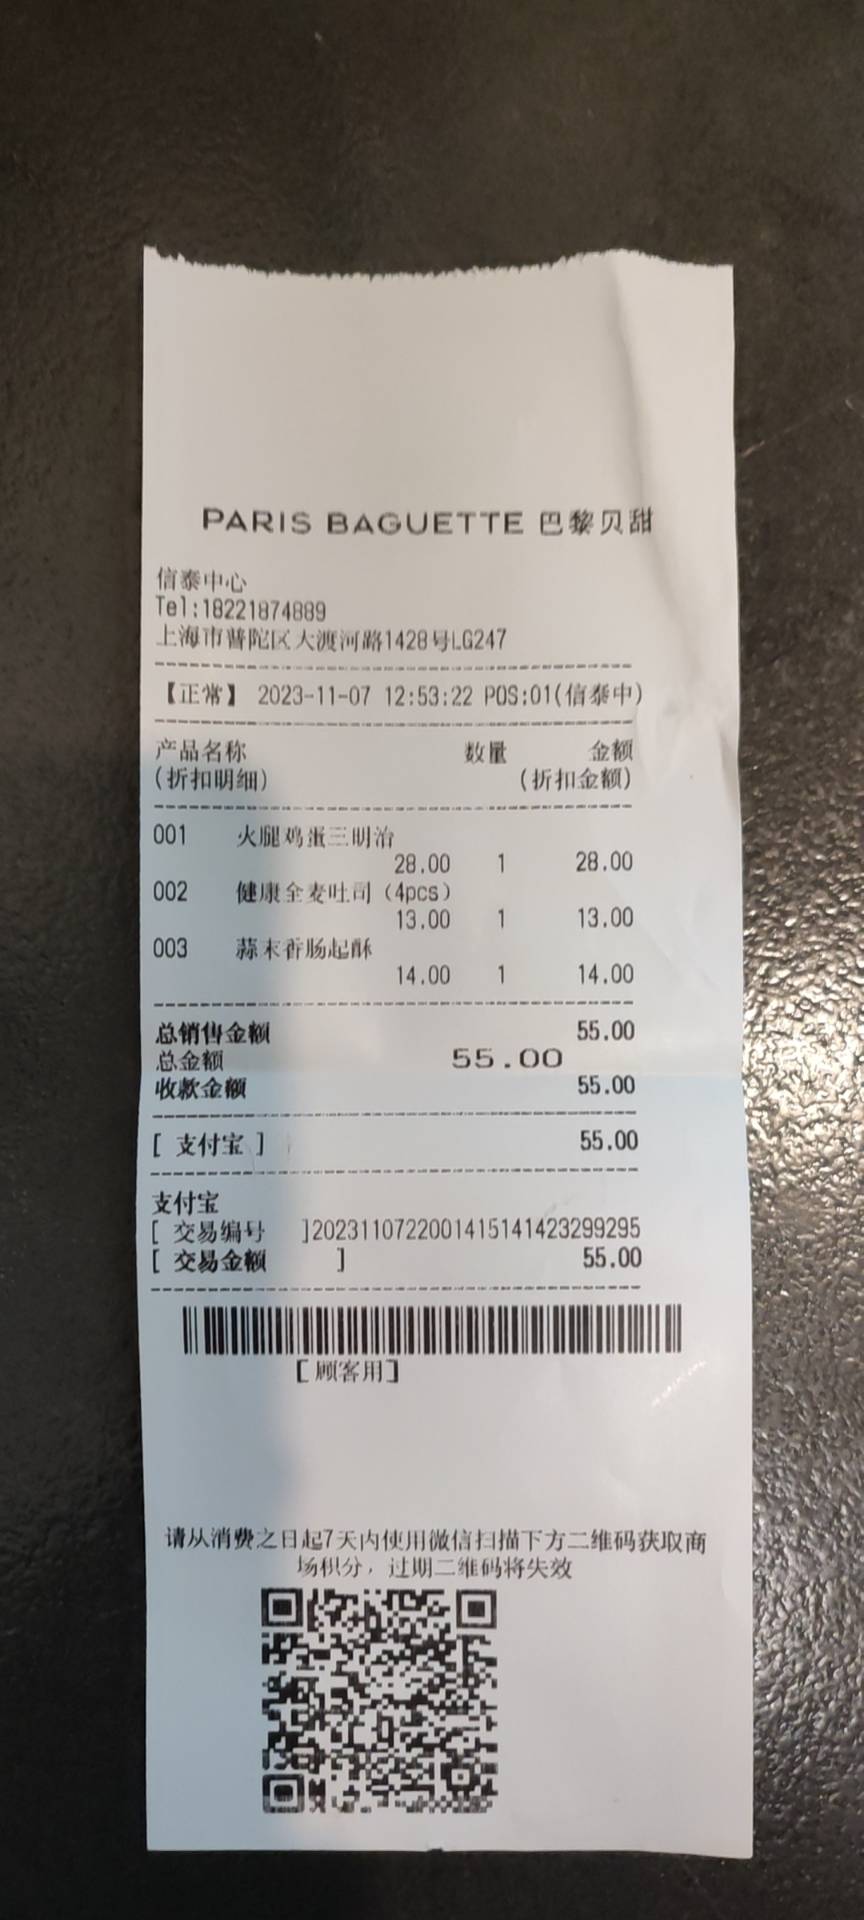 PARIS BAGUETTE 巴黎贝甜
信泰中心
Tel:18221874889
上海市普陀区大渡河路1428号LG247
【正常】 2023-11-07 12:53:22 POS:01(信泰中)
产品名称 数量 金额
(折扣明细) (折扣金额)
001 火腿鸡蛋三明治
28.00 1 28.00
002 健康全麦吐司（4pcs）
13.00 1 13.00
003 蒜末香肠起酥
14.00 1 14.00
总销售金额 55.00
总金额 55.00
收款金额 55.00
[ 支付宝 ] 55.00
支付宝
[ 交易编号 ]2023110722001415141423299295
[ 交易金额 ] 55.00
[顾客用]
请从消费之日起7天内使用微信扫描下方二维码获取商
场积分，过期二维码将失效